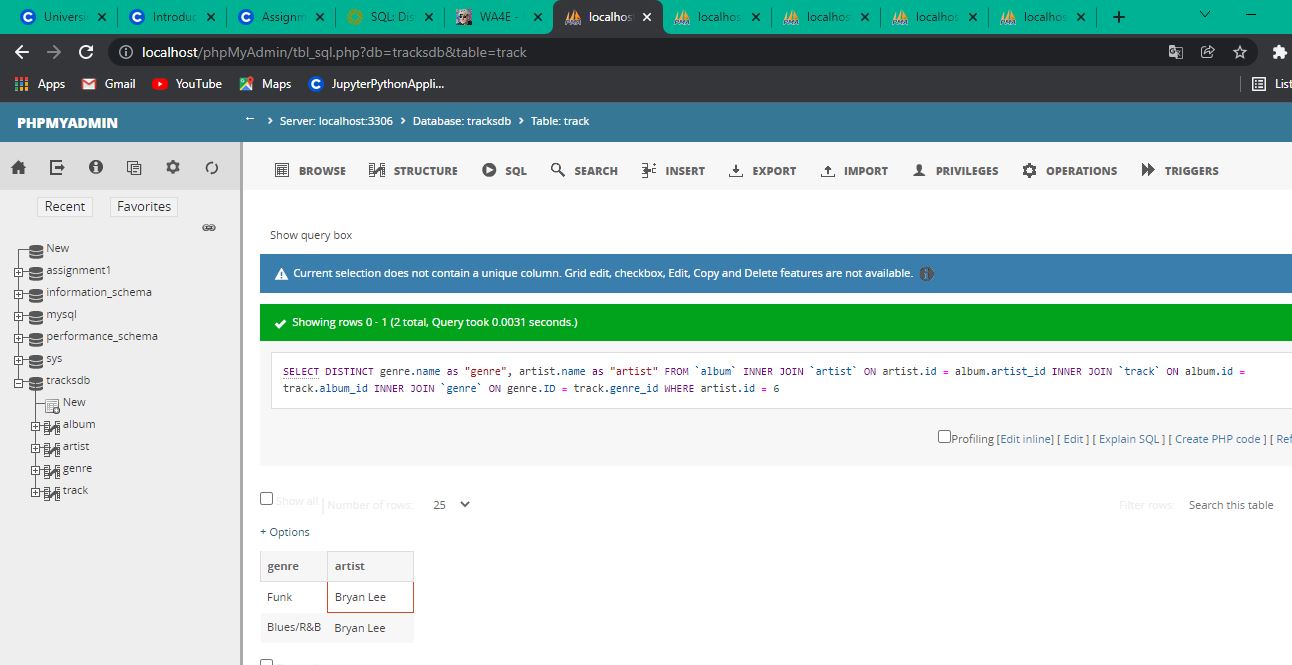 Universi
Introduc
Assignm
SQL: Dis
WA4E -
localhos
localhos
localhos
localhos
localhos
localhost/phpMyAdmin/tbl_sql.php?db=tracksdb&table=track
Apps
Gmail
YouTube
Maps
JupyterPythonAppli...
List
PHPMYADMIN
Server: localhost:3306
Database: tracksdb
Table: track
BROWSE
STRUCTURE
SQL
SEARCH
INSERT
EXPORT
IMPORT
PRIVILEGES
OPERATIONS
TRIGGERS
Recent
Favorites
New
assignment1
information_schema
mysql
performance_schema
sys
tracksdb
New
album
artist
genre
track
Show query box
Current selection does not contain a unique column. Grid edit, checkbox, Edit, Copy and Delete features are not available.
Showing rows 0 - 1 (2 total, Query took 0.0031 seconds.)
SELECT DISTINCT genre.name as "genre", artist.name as "artist" FROM `album` INNER JOIN `artist` ON artist.id = album.artist_id INNER JOIN `track` ON album.id =
track.album_id INNER JOIN `genre` ON genre.ID = track.genre_id WHERE artist.id = 6
Profiling [Edit inline] [ Edit ] [ Explain SQL ] [ Create PHP code ] [ Ref
Show all
Number of rows:
25
Filter rows:
Search this table
+ Options
genre
artist
Funk
Bryan Lee
Blues/R&B
Bryan Lee